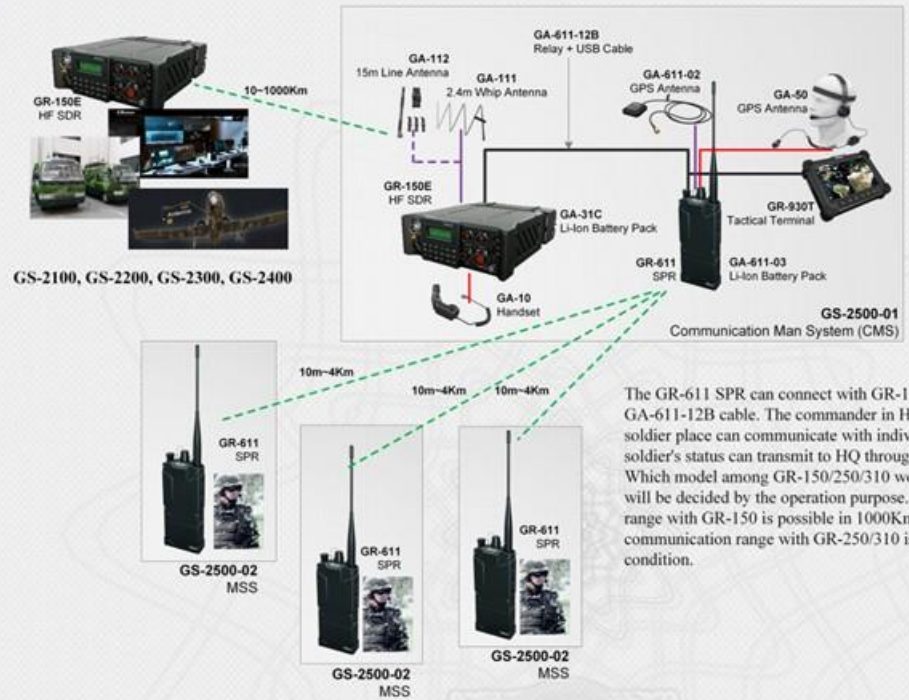 GR-150E
HF SDR
10~1000Km
GS-2100, GS-2200, GS-2300, GS-2400
GA-112
15m Line Antenna
GA-111
2.4m Whip Antenna
GA-611-12B
Relay + USB Cable
GA-611-02
GPS Antenna
GA-50
GPS Antenna
GR-150E
HF SDR
GA-31C
Li-Ion Battery Pack
GR-930T
Tactical Terminal
GR-611
SPR
GA-611-03
Li-Ion Battery Pack
GA-10
Handset
GS-2500-01
Communication Man System (CMS)
10m~4Km
10m~4Km
10m~4Km
GR-611
SPR
GS-2500-02
MSS
GR-611
SPR
GS-2500-02
MSS
GR-611
SPR
GS-2500-02
MSS
The GR-611 SPR can connect with GR-1
GA-611-12B cable. The commander in H
soldier place can communicate with indiv
soldier's status can transmit to HQ throug
Which model among GR-150/250/310 wo
will be decided by the operation purpose.
range with GR-150 is possible in 1000Km
communication range with GR-250/310 i
condition.